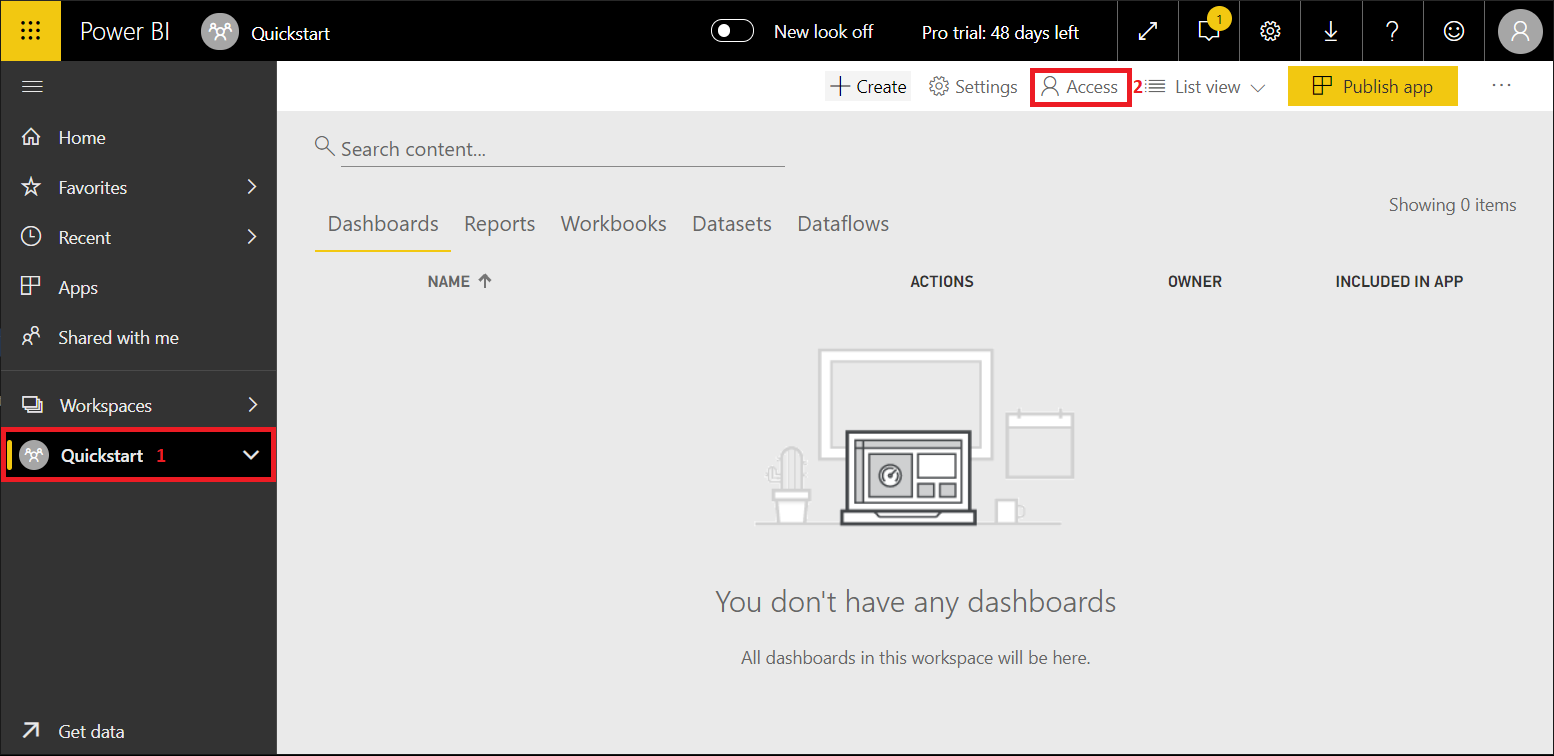 Power BI Quickstart New look off Pro trial: 48 days left 1
Create Settings Access 2 List view Publish app ...
Home
Favorites
Recent
Apps
Shared with me
Workspaces
Quickstart 1
Get data
Search content...
Showing 0 items
Dashboards Reports Workbooks Datasets Dataflows
NAME ACTIONS OWNER INCLUDED IN APP
You don't have any dashboards
All dashboards in this workspace will be here.